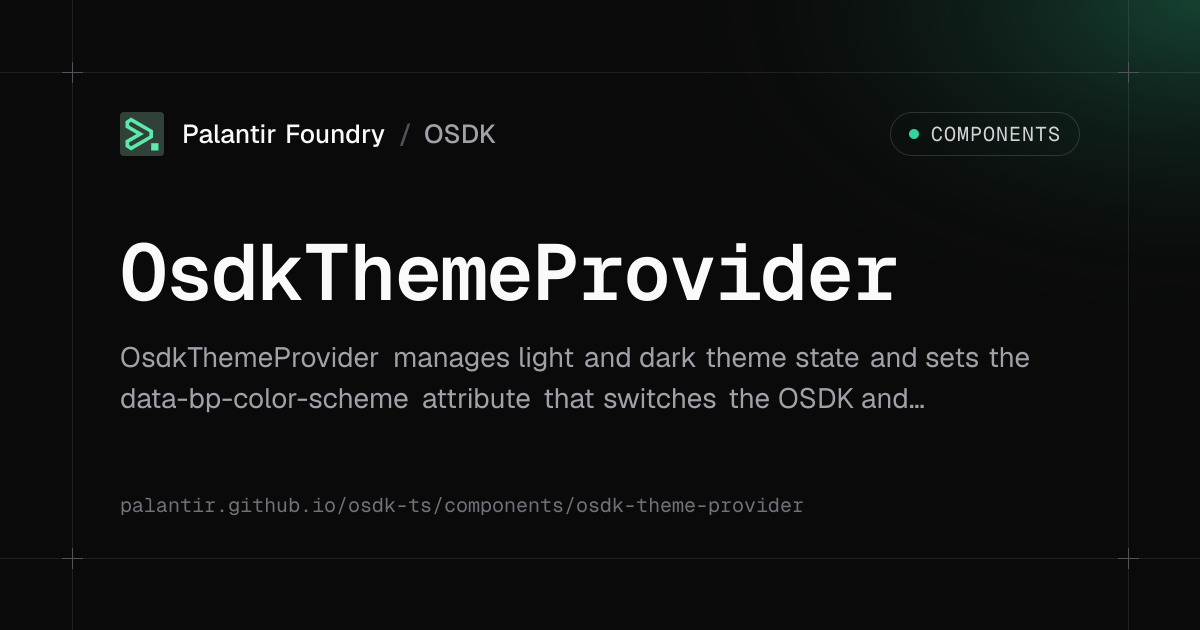 Palantir Foundry / OSDK
COMPONENTS
OsdkThemeProvider
OsdkThemeProvider manages light and dark theme state and sets the
data-bp-color-scheme attribute that switches the OSDK and…
palantir.github.io/osdk-ts/components/osdk-theme-provider